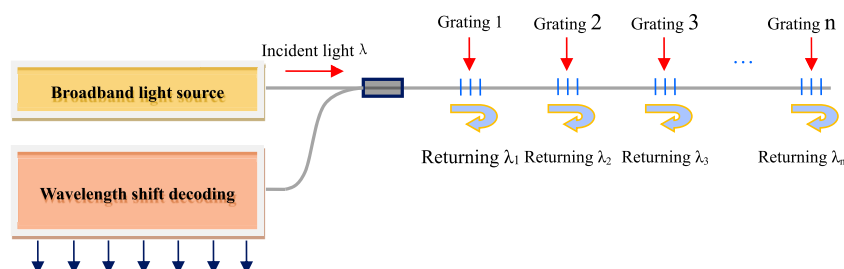 Grating 1 Grating 2 Grating 3 Grating n
Incident light λ
...
Broadband light source
Returning λ1 Returning λ2 Returning λ3 Returning λn
Wavelength shift decoding